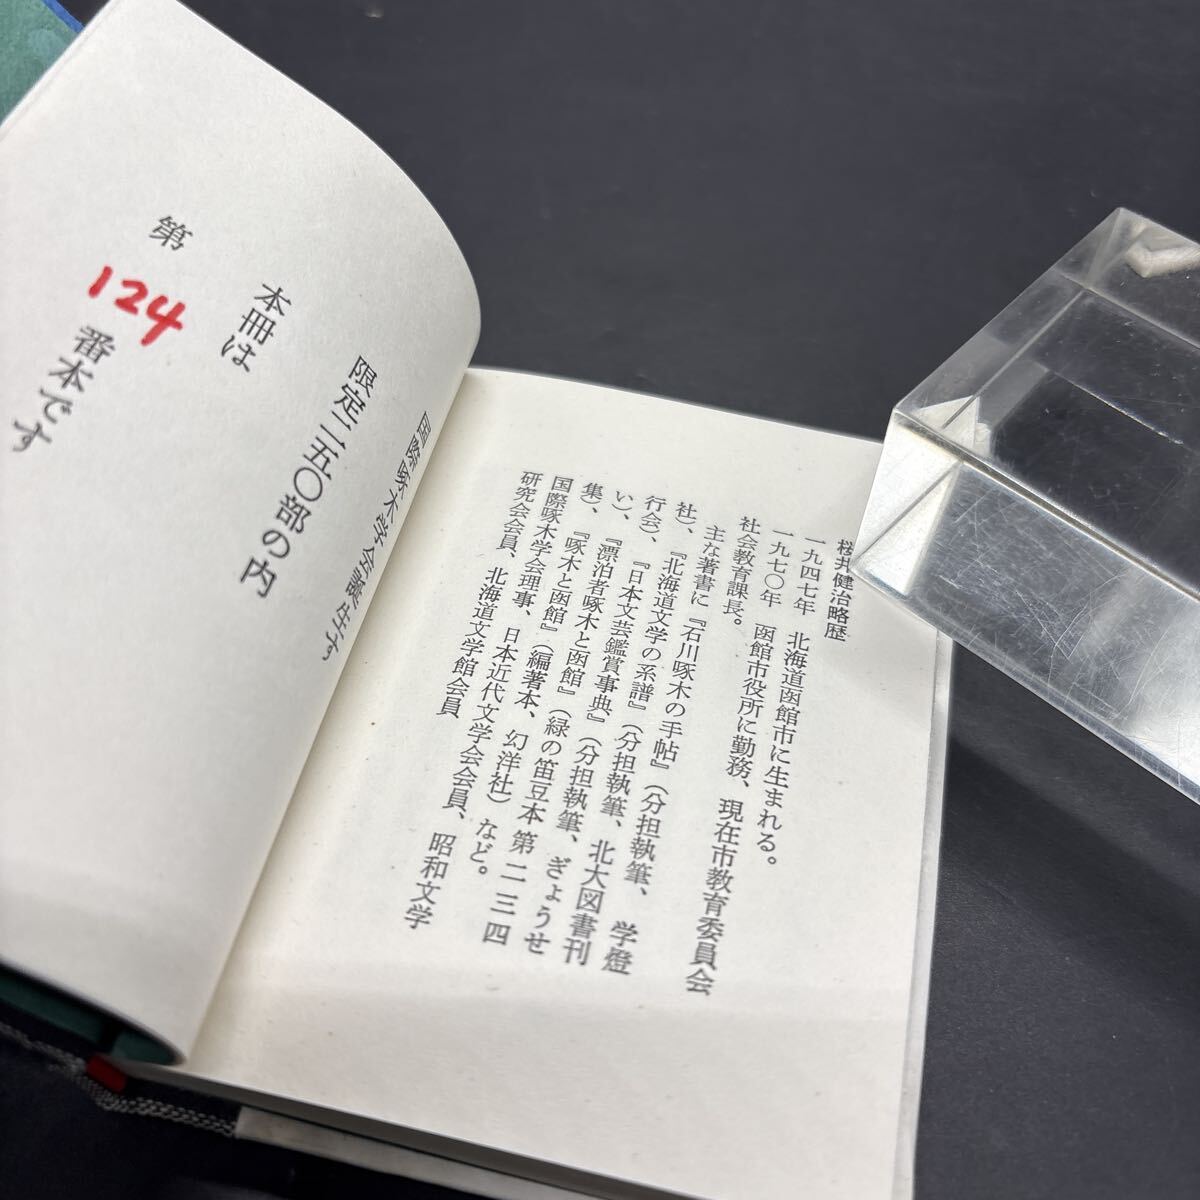 桜井健治略歴
一九四七年　北海道函館市に生まれる。
一九七〇年　函館市役所に勤務、現在市教育委員会
社会教育課長。
主な著書に『石川啄木の手帖』（分担執筆、学燈
社）、『北海道文学の系譜』（分担執筆、北大図書刊
行会）、『日本文芸鑑賞事典』（分担執筆、ぎょうせ
い）、『漂泊者啄木と函館』（緑の笛豆本 第二三四
集）、『啄木と函館』（編著本、幻洋社）など。
国際啄木学会理事、日本近代文学会会員、昭和文学
研究会会員、北海道文学館会員
国際啄木学会誕生す
限定二五〇部の内
本冊は
第 124 番本です